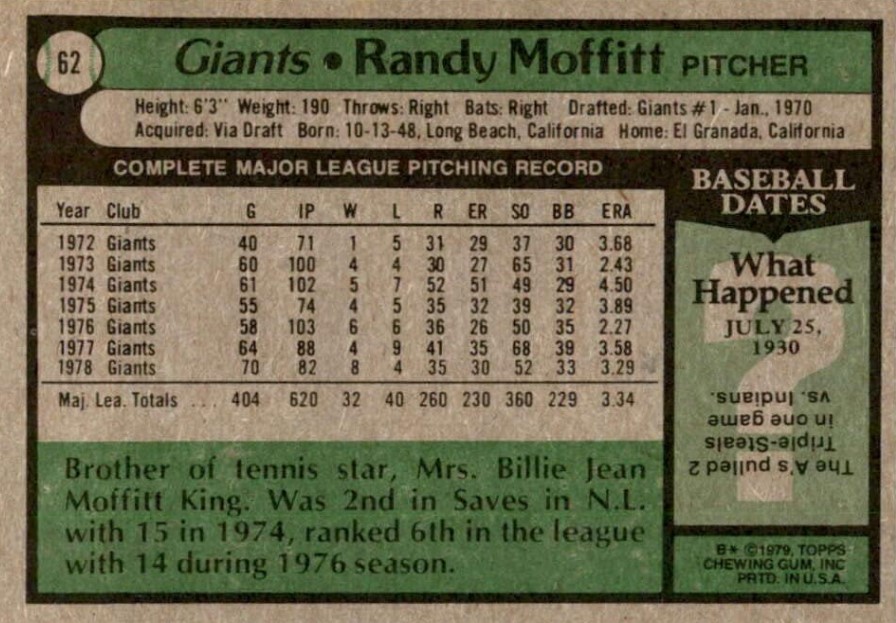 62
Giants • Randy Moffitt PITCHER
Height: 6'3" Weight: 190 Throws: Right Bats: Right Drafted: Giants #1 - Jan., 1970
Acquired: Via Draft Born: 10-13-48, Long Beach, California Home: El Granada, California
COMPLETE MAJOR LEAGUE PITCHING RECORD
Year Club G IP W L R ER SO BB ERA
1972 Giants 40 71 1 5 31 29 37 30 3.68
1973 Giants 60 100 4 4 30 27 65 31 2.43
1974 Giants 61 102 5 7 52 51 49 29 4.50
1975 Giants 55 74 4 5 35 32 39 32 3.89
1976 Giants 58 103 6 6 36 26 50 35 2.27
1977 Giants 64 88 4 9 41 35 68 39 3.58
1978 Giants 70 82 8 4 35 30 52 33 3.29
Maj. Lea. Totals ... 404 620 32 40 260 230 360 229 3.34
Brother of tennis star, Mrs. Billie Jean
Moffitt King. Was 2nd in Saves in N.L.
with 15 in 1974, ranked 6th in the league
with 14 during 1976 season.
BASEBALL
DATES
What
Happened
JULY 25,
1930
?
The A's pulled 2
Triple-Steals
in one game
vs. Indians.
B* ©1979, TOPPS
CHEWING GUM, INC
PRTD. IN U.S.A.